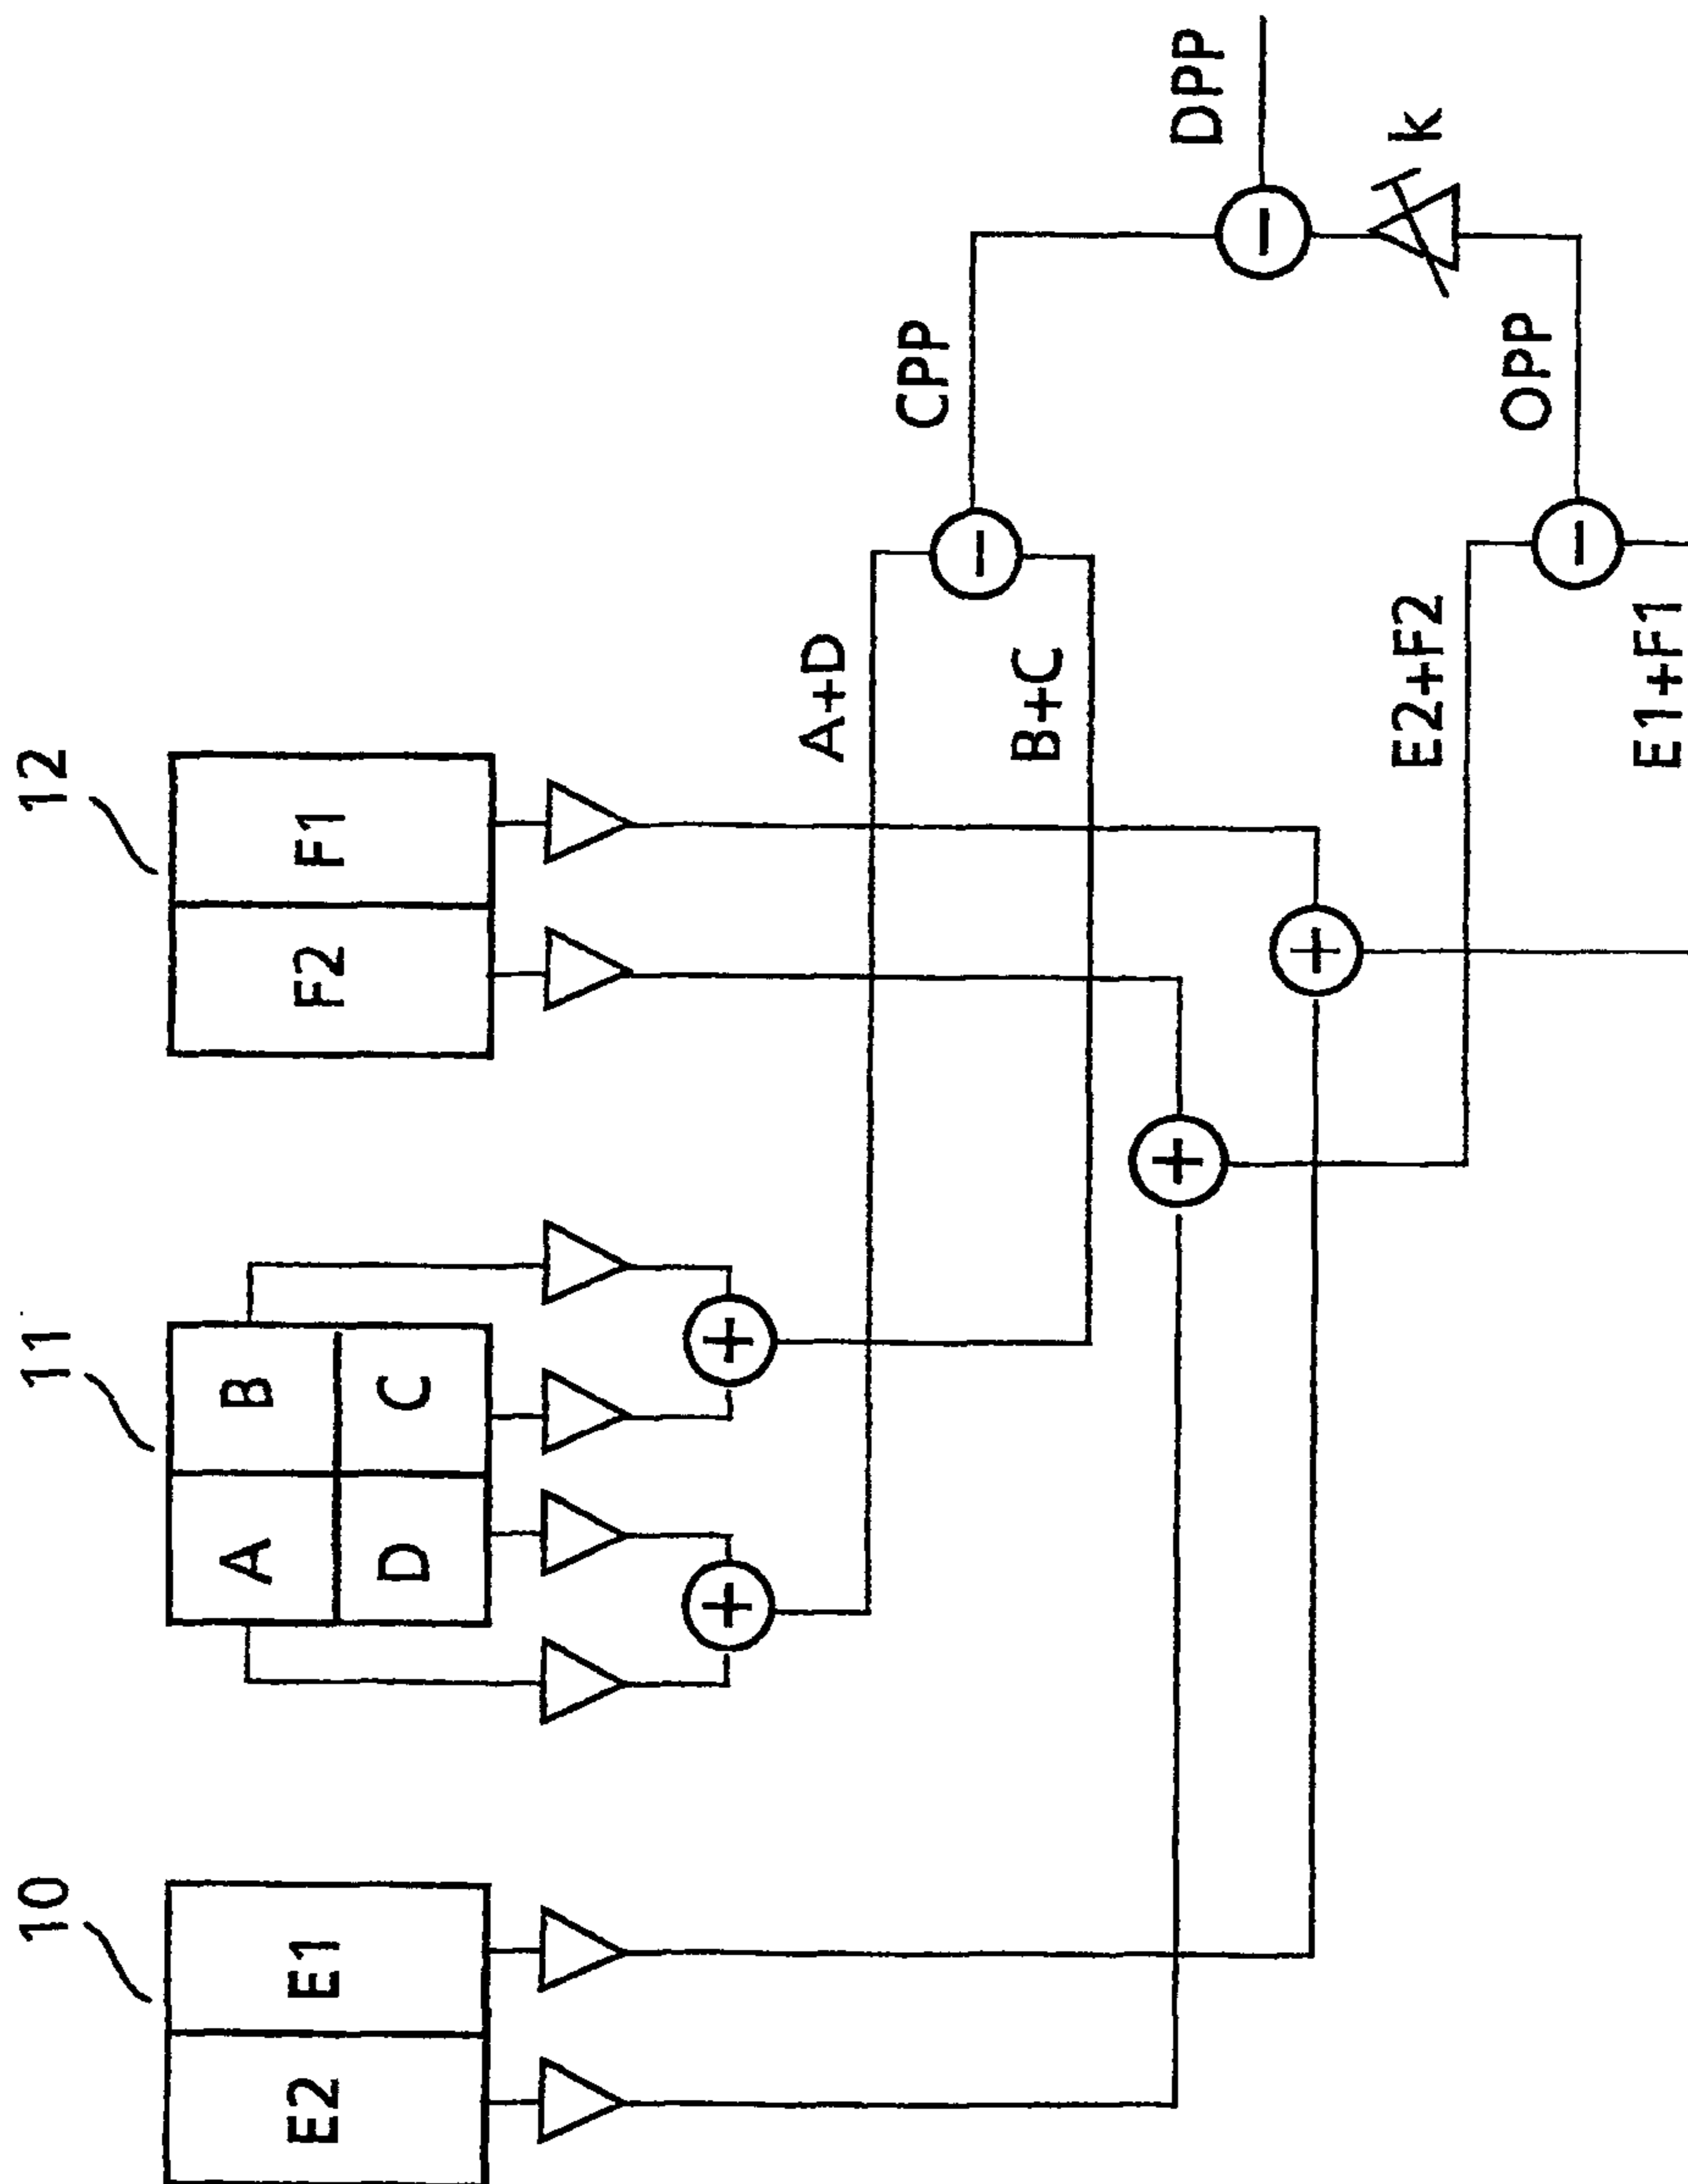 10
11
12
E2
E1
A
B
D
C
F2
F1
+
+
+
+
A+D
B+C
E2+F2
E1+F1
−
−
−
CPP
OPP
k
DPP